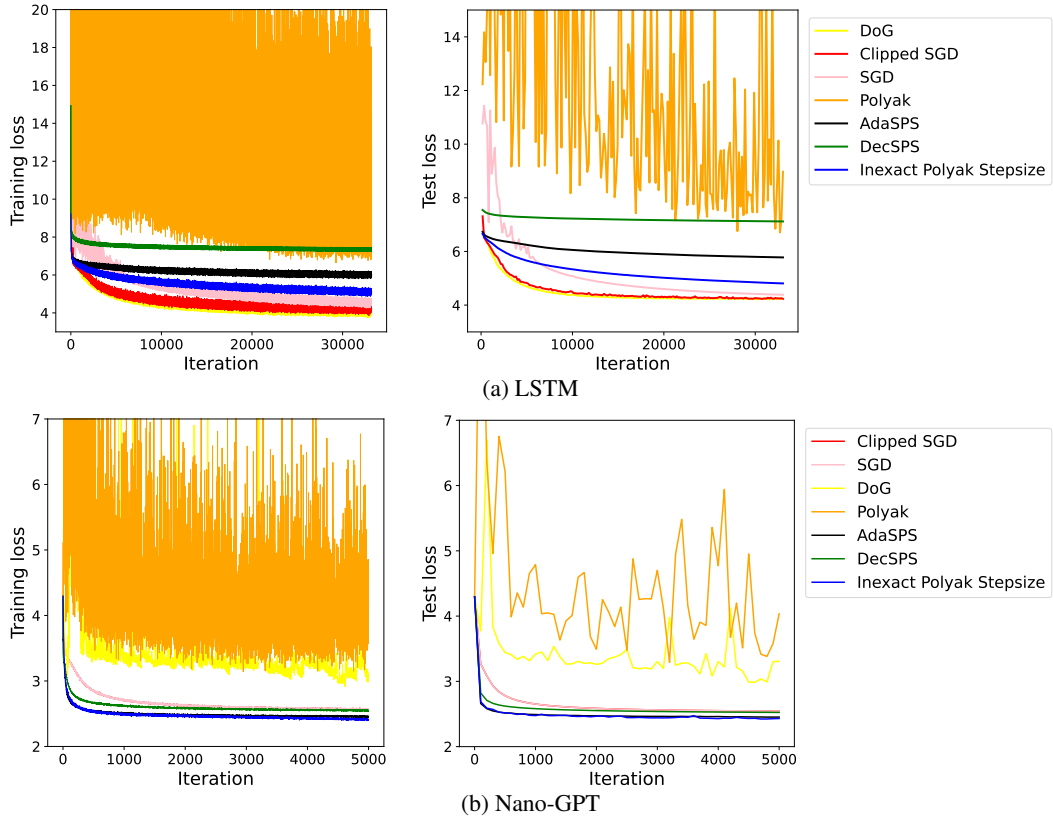 20
18
16
14
12
10
8
6
4
Training loss
0
10000
20000
30000
Iteration
14
12
10
8
6
4
Test loss
0
10000
20000
30000
Iteration
DoG
Clipped SGD
SGD
Polyak
AdaSPS
DecSPS
Inexact Polyak Stepsize
(a) LSTM
7
6
5
4
3
2
Training loss
0
1000
2000
3000
4000
5000
Iteration
7
6
5
4
3
2
Test loss
0
1000
2000
3000
4000
5000
Iteration
Clipped SGD
SGD
DoG
Polyak
AdaSPS
DecSPS
Inexact Polyak Stepsize
(b) Nano-GPT